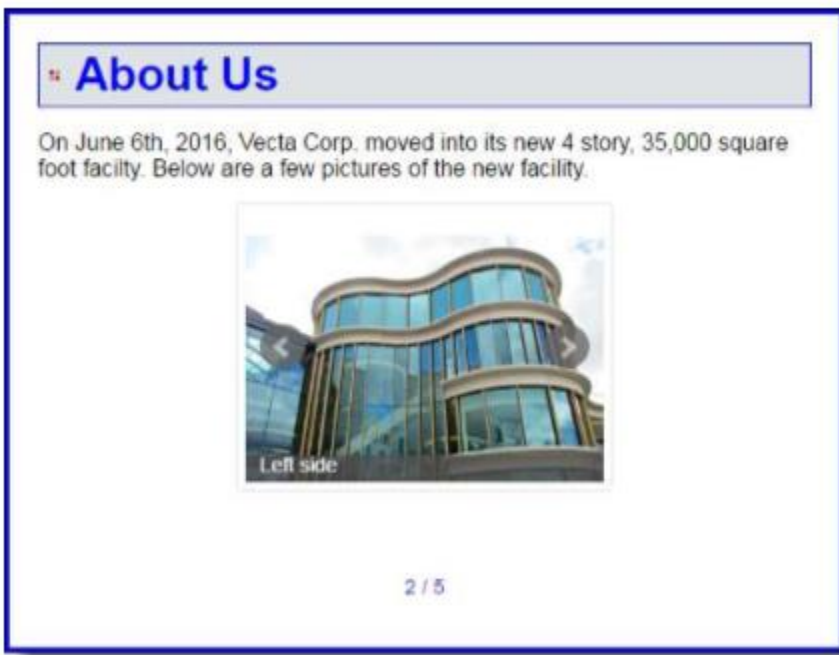 About Us
On June 6th, 2016, Vecta Corp. moved into its new 4 story, 35,000 square
foot facilty. Below are a few pictures of the new facility.
Left side
2 / 5